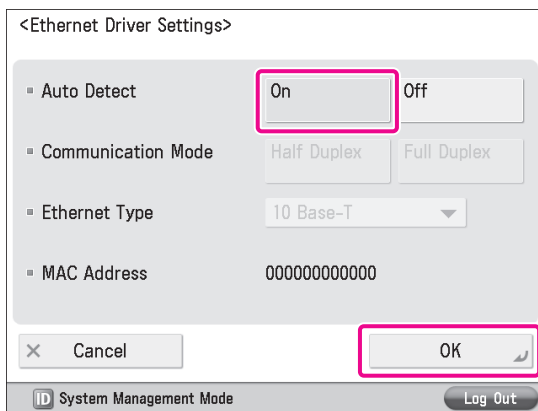 <Ethernet Driver Settings>
Auto Detect On Off
Communication Mode Half Duplex Full Duplex
Ethernet Type 10 Base-T
MAC Address 000000000000
Cancel OK
ID System Management Mode Log Out